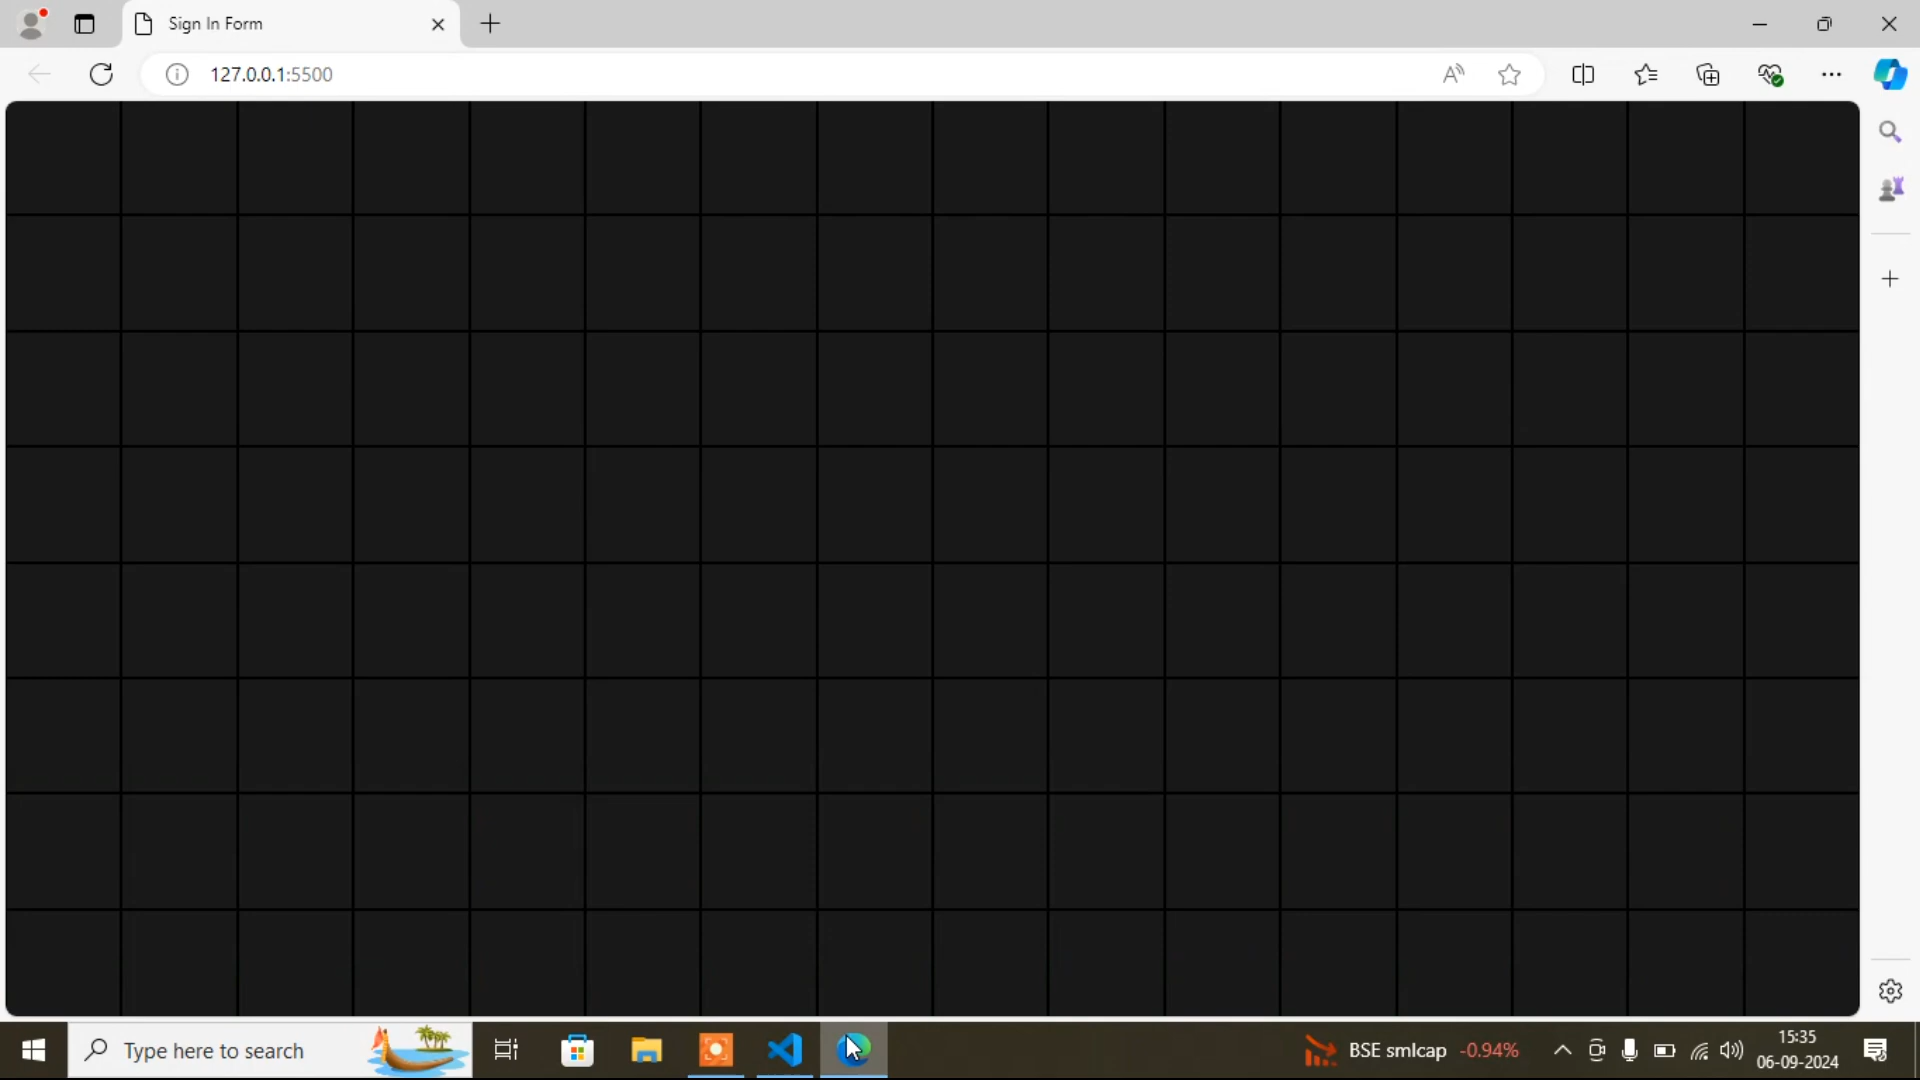 Sign In Form
127.0.0.1:5500
Type here to search
BSE smlcap -0.94%
15:35
06-09-2024